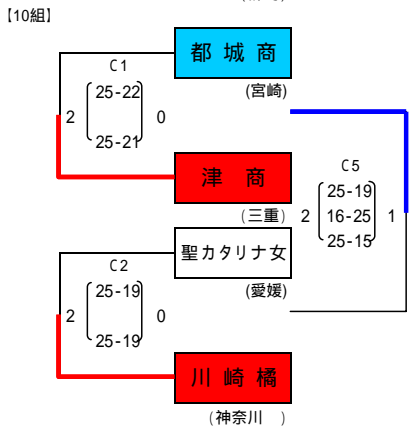 【10組】
都城商
C1
(宮崎)
25-22
2 0
25-21
C5
津商
25-19
(三重) 2 16-25 1
25-15
聖カタリナ女
C2
(愛媛)
25-19
2 0
25-19
川崎橘
(神奈川 )